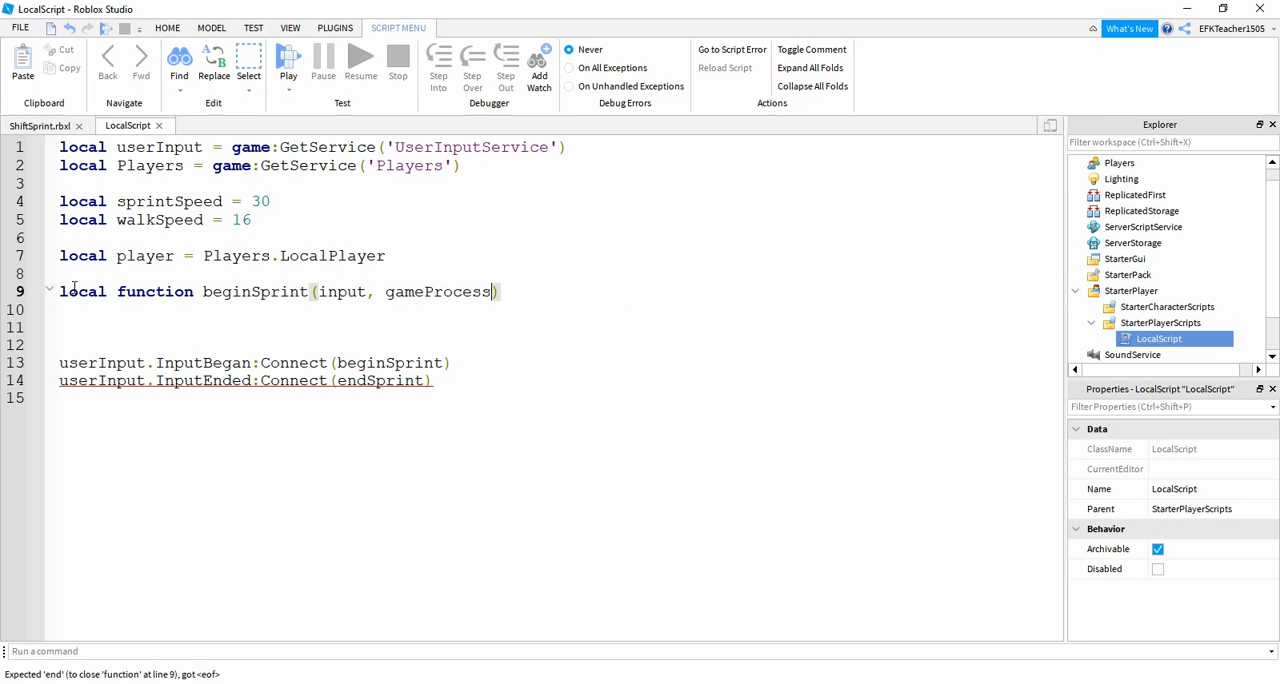 LocalScript - Roblox Studio
FILE HOME MODEL TEST VIEW PLUGINS SCRIPT MENU What's New EFKTeacher1505
Paste Cut Copy Back Fwd Find Replace Select Play Pause Resume Stop Step Into Step Over Step Out Add Watch
Never
On All Exceptions
On Unhandled Exceptions
Go to Script Error
Reload Script
Toggle Comment
Expand All Folds
Collapse All Folds
Clipboard Navigate Edit Test Debugger Debug Errors Actions
ShiftSprint.rbxl LocalScript
1 local userInput = game:GetService('UserInputService')
2 local Players = game:GetService('Players')
3
4 local sprintSpeed = 30
5 local walkSpeed = 16
6
7 local player = Players.LocalPlayer
8
9 local function beginSprint(input, gameProcess)
10
11
12
13 userInput.InputBegan:Connect(beginSprint)
14 userInput.InputEnded:Connect(endSprint)
15
Explorer
Filter workspace (Ctrl+Shift+X)
Players
Lighting
ReplicatedFirst
ReplicatedStorage
ServerScriptService
ServerStorage
StarterGui
StarterPack
StarterPlayer
StarterCharacterScripts
StarterPlayerScripts
LocalScript
SoundService
Properties - LocalScript "LocalScript"
Filter Properties (Ctrl+Shift+P)
Data
ClassName LocalScript
CurrentEditor
Name LocalScript
Parent StarterPlayerScripts
Behavior
Archivable
Disabled
Run a command
Expected 'end' (to close 'function' at line 9), got <eof>